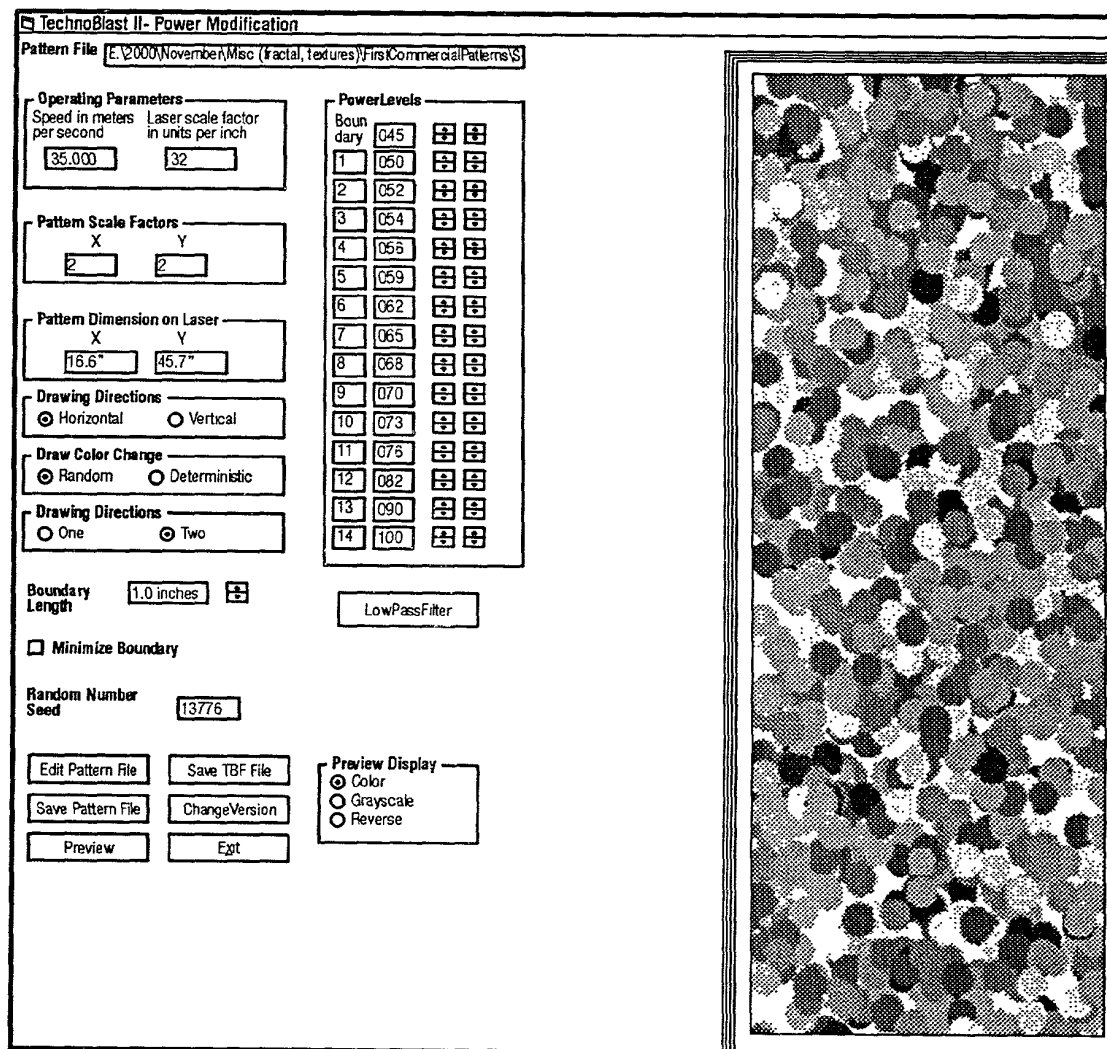 TechnoBlast II- Power Modification
Pattern File E:\2000\November\Misc (fractal, textures)\FirstCommercialPatterns\S
Operating Parameters
Speed in meters per second
Laser scale factor in units per inch
35.000 32
Pattern Scale Factors
X Y
2 2
Pattern Dimension on Laser
X Y
16.6" 45.7"
Drawing Directions
Horizontal Vertical
Draw Color Change
Random Deterministic
Drawing Directions
One Two
Boundary Length 1.0 inches
Minimize Boundary
Random Number Seed 13776
Edit Pattern File Save TBF File
Save Pattern File ChangeVersion
Preview Exit
PowerLevels
Boun
dary 045
1 050
2 052
3 054
4 056
5 059
6 062
7 065
8 068
9 070
10 073
11 076
12 082
13 090
14 100
LowPassFilter
Preview Display
Color
Grayscale
Reverse